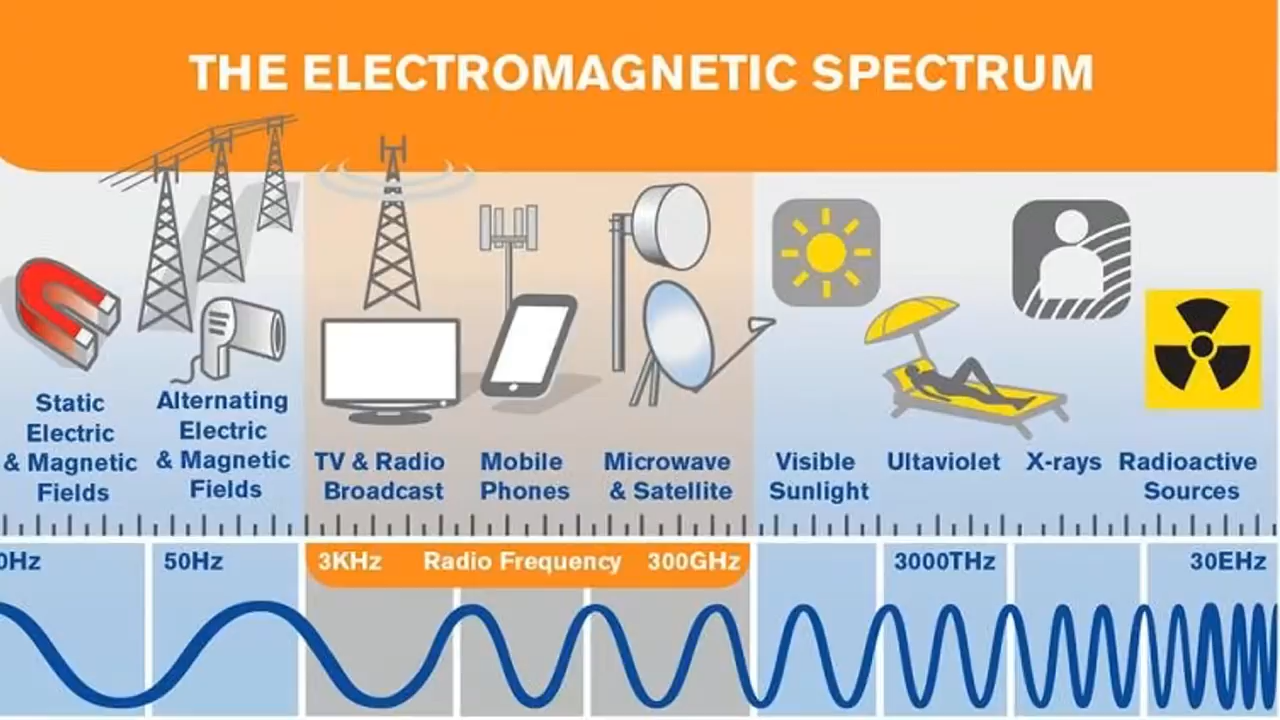 THE ELECTROMAGNETIC SPECTRUM
Static
Electric
& Magnetic
Fields
Alternating
Electric
& Magnetic
Fields
TV & Radio
Broadcast
Mobile
Phones
Microwave
& Satellite
Visible
Sunlight
Ultaviolet
X-rays
Radioactive
Sources
0Hz
50Hz
3KHz
Radio Frequency
300GHz
3000THz
30EHz